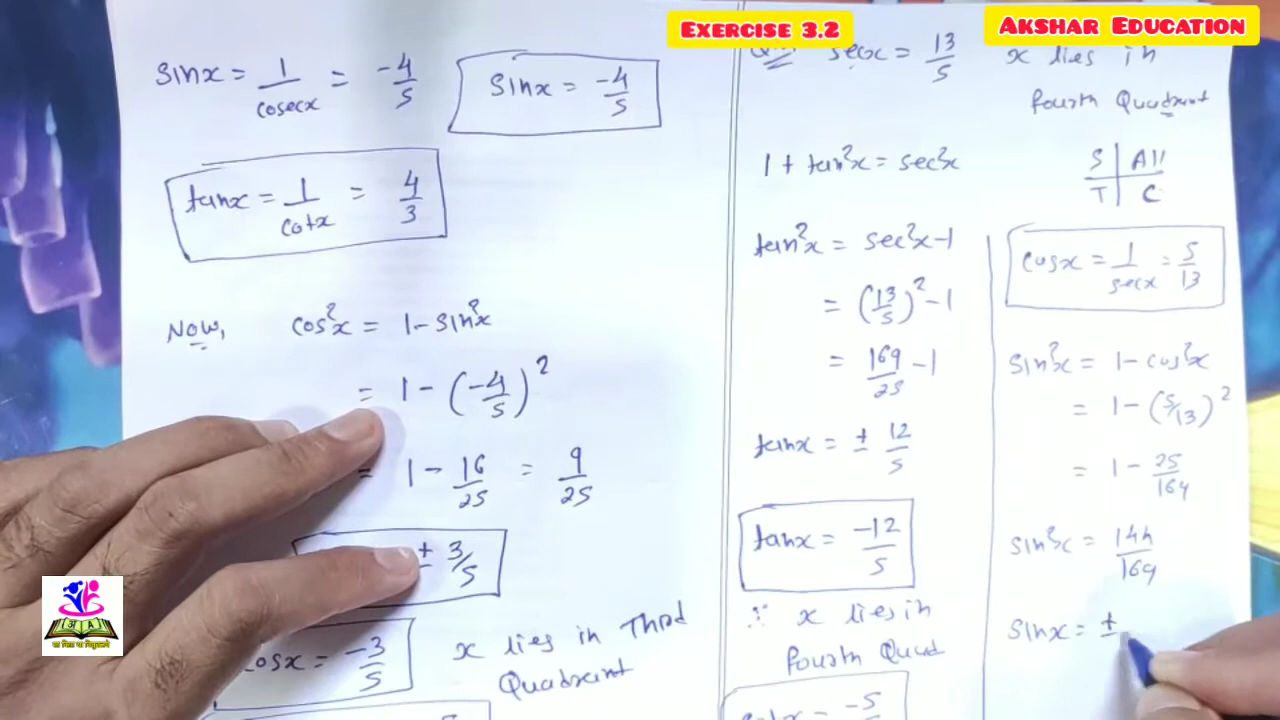 Exercise 3.2
Akshar Education
sinx = 1/cosecx = -4/5
sinx = -4/5
tanx = 1/cotx = 4/3
Now, cos²x = 1 - sin²x
= 1 - (-4/5)²
= 1 - 16/25 = 9/25
± 3/5
cosx = -3/5
x lies in Third
Quadrant
secx = 13/5 x lies in
fourth Quadrant
1 + tan²x = sec²x
S | All
T | C
tan²x = sec²x - 1
= (13/5)² - 1
= 169/25 - 1
tanx = ± 12/5
tanx = -12/5
∵ x lies in
fourth Quad
-5
cosx = 1/secx = 5/13
sin²x = 1 - cos²x
= 1 - (5/13)²
= 1 - 25/169
sin²x = 144/169
sinx = ±